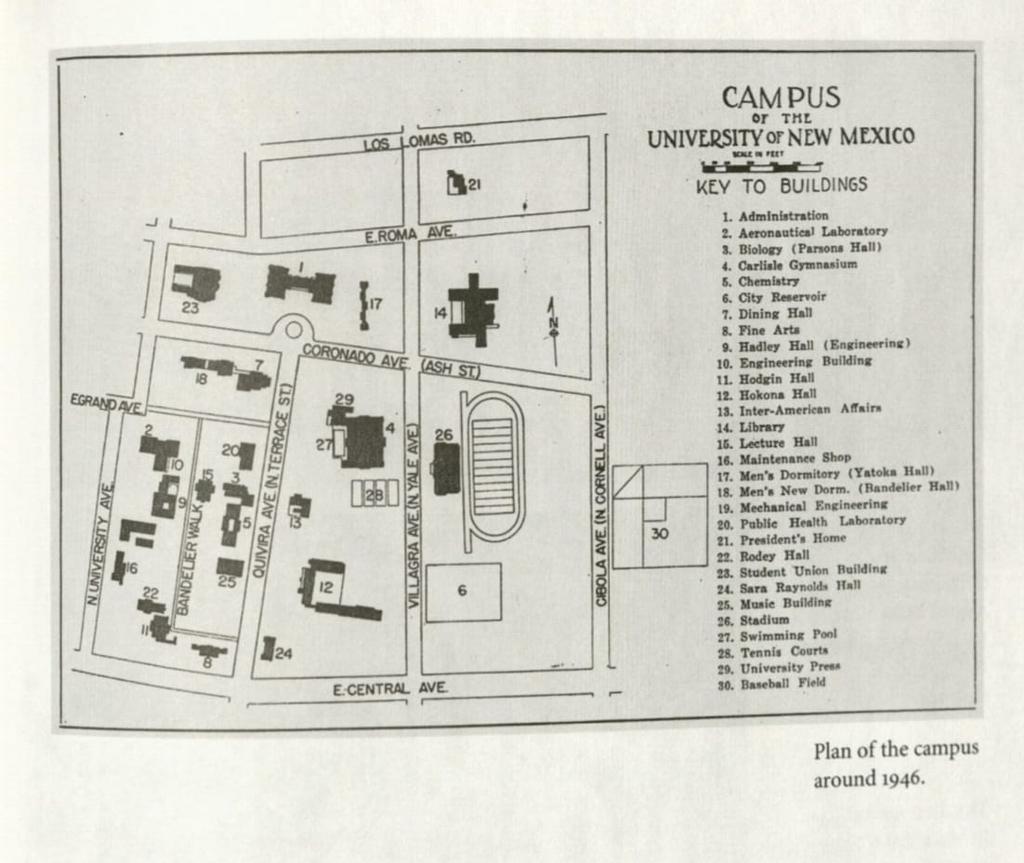 CAMPUS
OF THE
UNIVERSITY OF NEW MEXICO
SCALE IN FEET
KEY TO BUILDINGS
1. Administration
2. Aeronautical Laboratory
3. Biology (Parsons Hall)
4. Carlisle Gymnasium
5. Chemistry
6. City Reservoir
7. Dining Hall
8. Fine Arts
9. Hadley Hall (Engineering)
10. Engineering Building
11. Hodgin Hall
12. Hokona Hall
13. Inter-American Affairs
14. Library
15. Lecture Hall
16. Maintenance Shop
17. Men's Dormitory (Yatoka Hall)
18. Men's New Dorm. (Bandelier Hall)
19. Mechanical Engineering
20. Public Health Laboratory
21. President's Home
22. Rodey Hall
23. Student Union Building
24. Sara Raynolds Hall
25. Music Building
26. Stadium
27. Swimming Pool
28. Tennis Courts
29. University Press
30. Baseball Field
LOS LOMAS RD.
21
E. ROMA AVE.
1
23
17
14
N
CORONADO AVE. (ASH ST.)
18
7
E GRAND AVE.
29
27
4
26
2
20
10
15
3
9
28
5
13
30
16
25
12
6
22
11
8
24
N. UNIVERSITY AVE.
BANDELIER WALK
QUIVIRA AVE (N. TERRACE ST.)
VILLAGRA AVE. (N. YALE AVE.)
CIBOLA AVE. (N. CORNELL AVE.)
E. CENTRAL AVE.
Plan of the campus
around 1946.